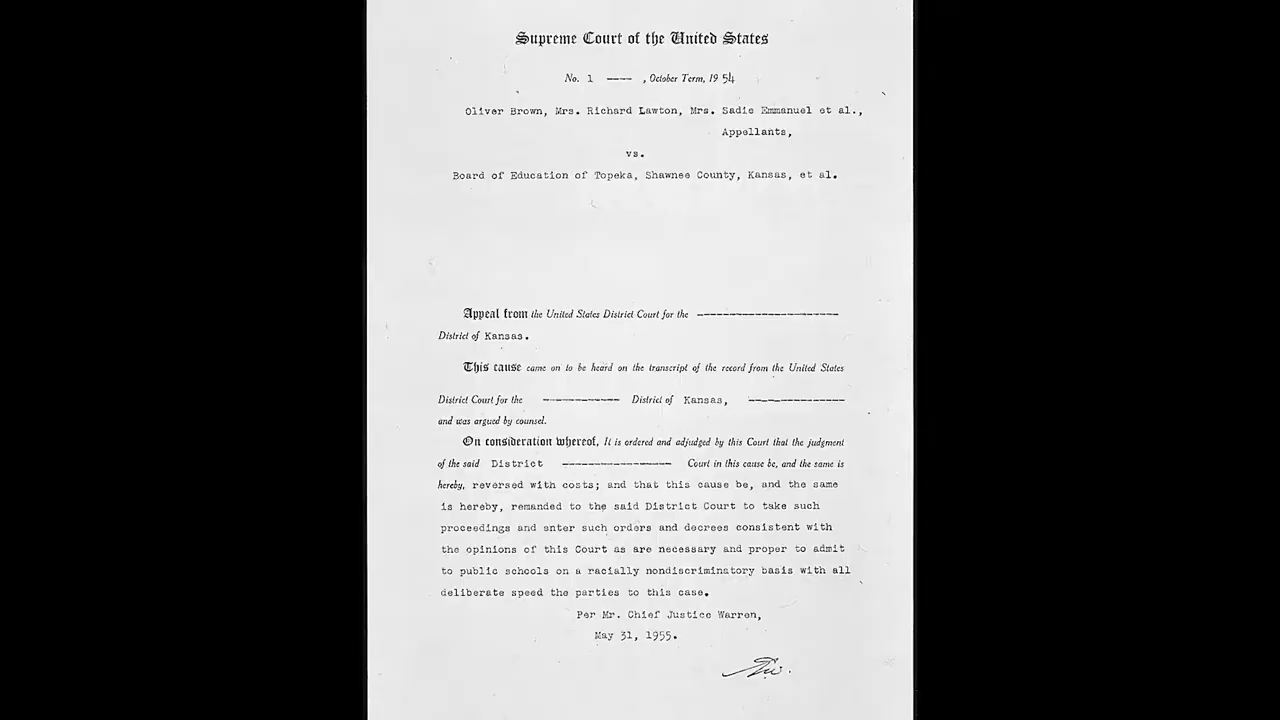 Supreme Court of the United States
No. 1 ---- , October Term, 19 54
Oliver Brown, Mrs. Richard Lawton, Mrs. Sadie Emmanuel et al.,
Appellants,
vs.
Board of Education of Topeka, Shawnee County, Kansas, et al.
Appeal from the United States District Court for the ----------------------
District of Kansas.
This cause came on to be heard on the transcript of the record from the United States
District Court for the ------------ District of Kansas, ---------------
and was argued by counsel.
On consideration whereof, It is ordered and adjudged by this Court that the judgment
of the said District ----------------- Court in this cause be, and the same is
hereby, reversed with costs; and that this cause be, and the same
is hereby, remanded to the said District Court to take such
proceedings and enter such orders and decrees consistent with
the opinions of this Court as are necessary and proper to admit
to public schools on a racially nondiscriminatory basis with all
deliberate speed the parties to this case.
Per Mr. Chief Justice Warren,
May 31, 1955.